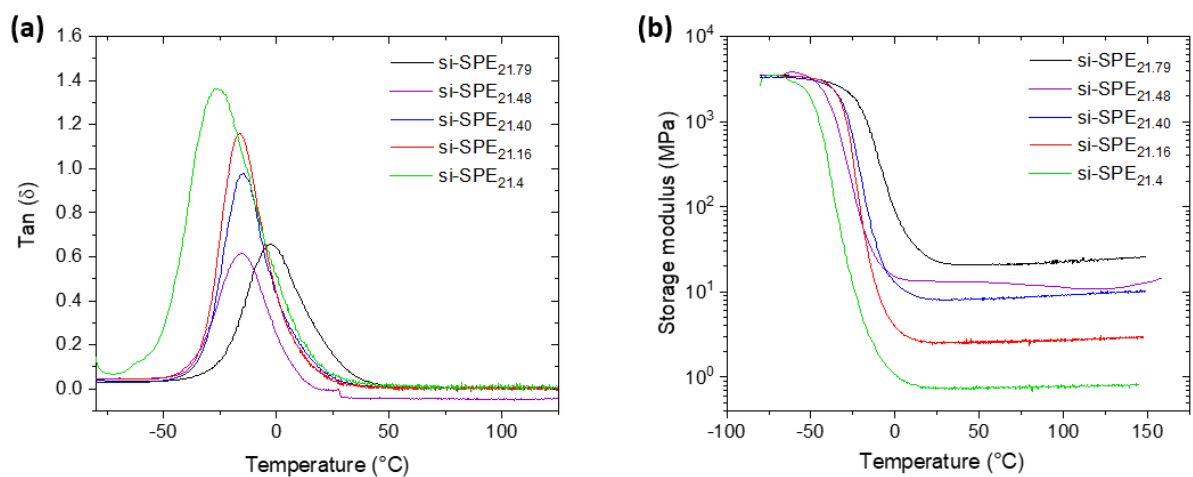 (a)
1.6
1.4
1.2
1.0
0.8
0.6
0.4
0.2
0.0
Tan (δ)
si-SPE21.79
si-SPE21.48
si-SPE21.40
si-SPE21.16
si-SPE21.4
-50 0 50 100
Temperature (°C)
(b)
10^4
10^3
10^2
10^1
10^0
Storage modulus (MPa)
si-SPE21.79
si-SPE21.48
si-SPE21.40
si-SPE21.16
si-SPE21.4
-100 -50 0 50 100 150
Temperature (°C)